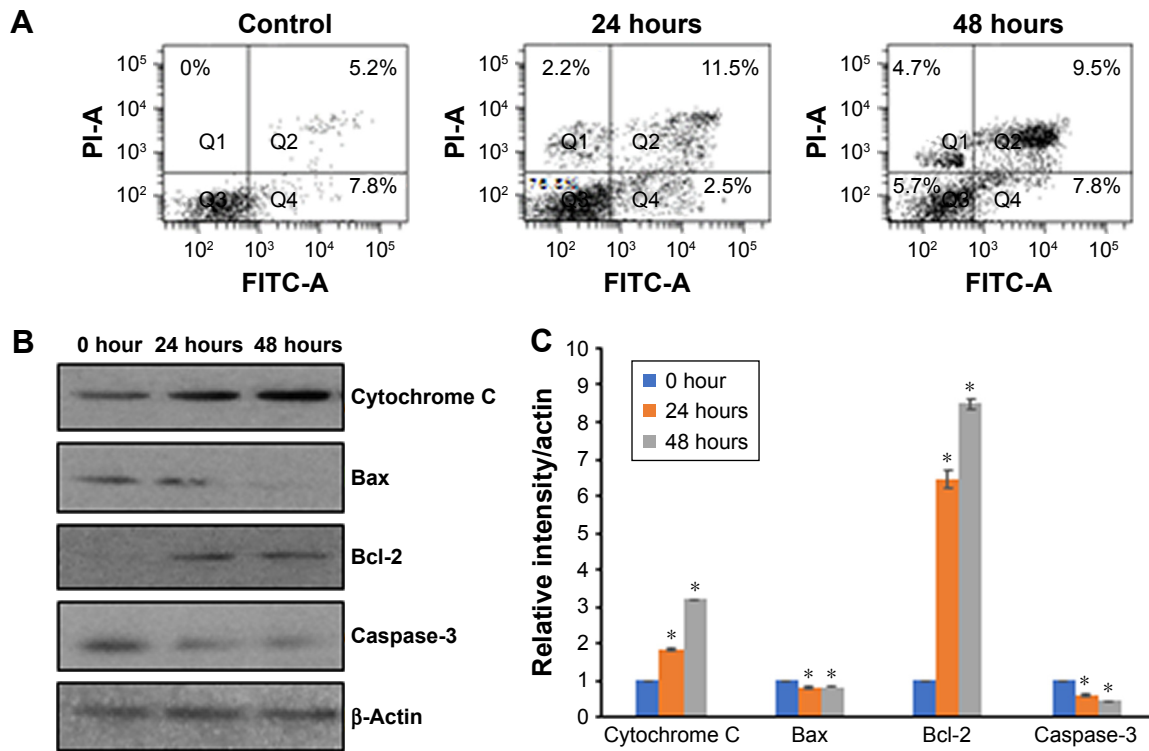 A
Control
24 hours
48 hours
PI-A
10⁵
10⁴
10³
10²
0%
5.2%
Q1
Q2
7.8%
Q3
Q4
10² 10³ 10⁴ 10⁵
FITC-A
PI-A
10⁵
10⁴
10³
10²
2.2%
11.5%
Q1
Q2
2.5%
Q3
Q4
10² 10³ 10⁴ 10⁵
FITC-A
PI-A
10⁵
10⁴
10³
10²
4.7%
9.5%
Q1
Q2
5.7%
7.8%
Q3
Q4
10² 10³ 10⁴ 10⁵
FITC-A
B
0 hour 24 hours 48 hours
Cytochrome C
Bax
Bcl-2
Caspase-3
β-Actin
C
Relative intensity/actin
10
9
8
7
6
5
4
3
2
1
0
0 hour
24 hours
48 hours
* *
* *
* *
* *
Cytochrome C Bax Bcl-2 Caspase-3